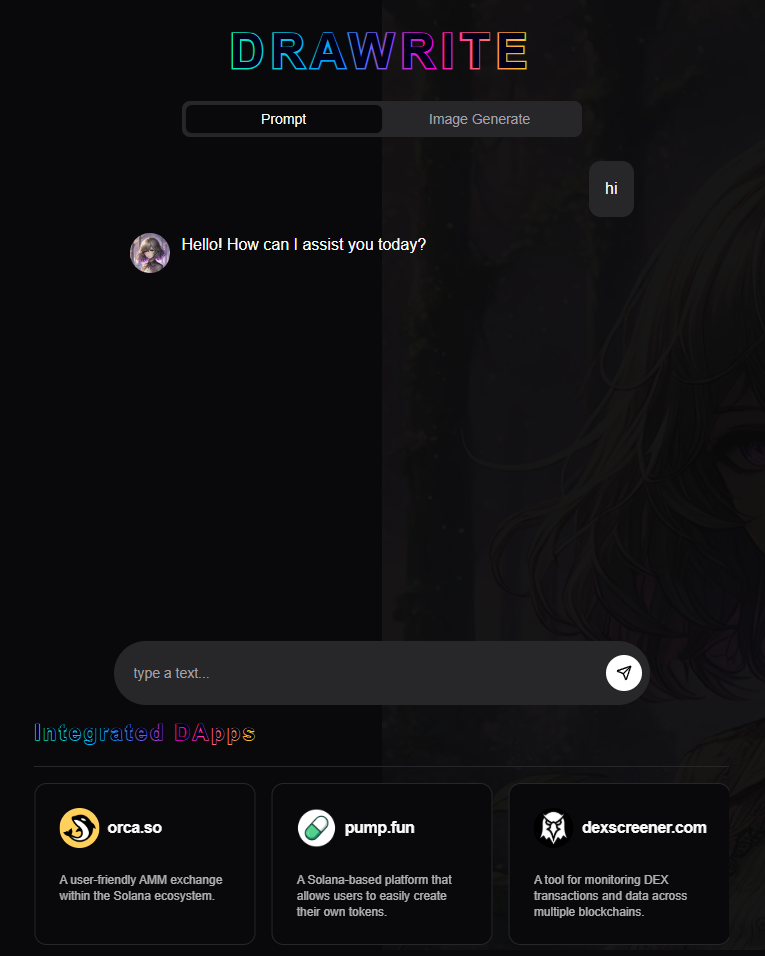 DRAWRITE
Prompt
Image Generate
hi
Hello! How can I assist you today?
type a text...
Integrated DApps
orca.so
A user-friendly AMM exchange
within the Solana ecosystem.
pump.fun
A Solana-based platform that
allows users to easily create
their own tokens.
dexscreener.com
A tool for monitoring DEX
transactions and data across
multiple blockchains.